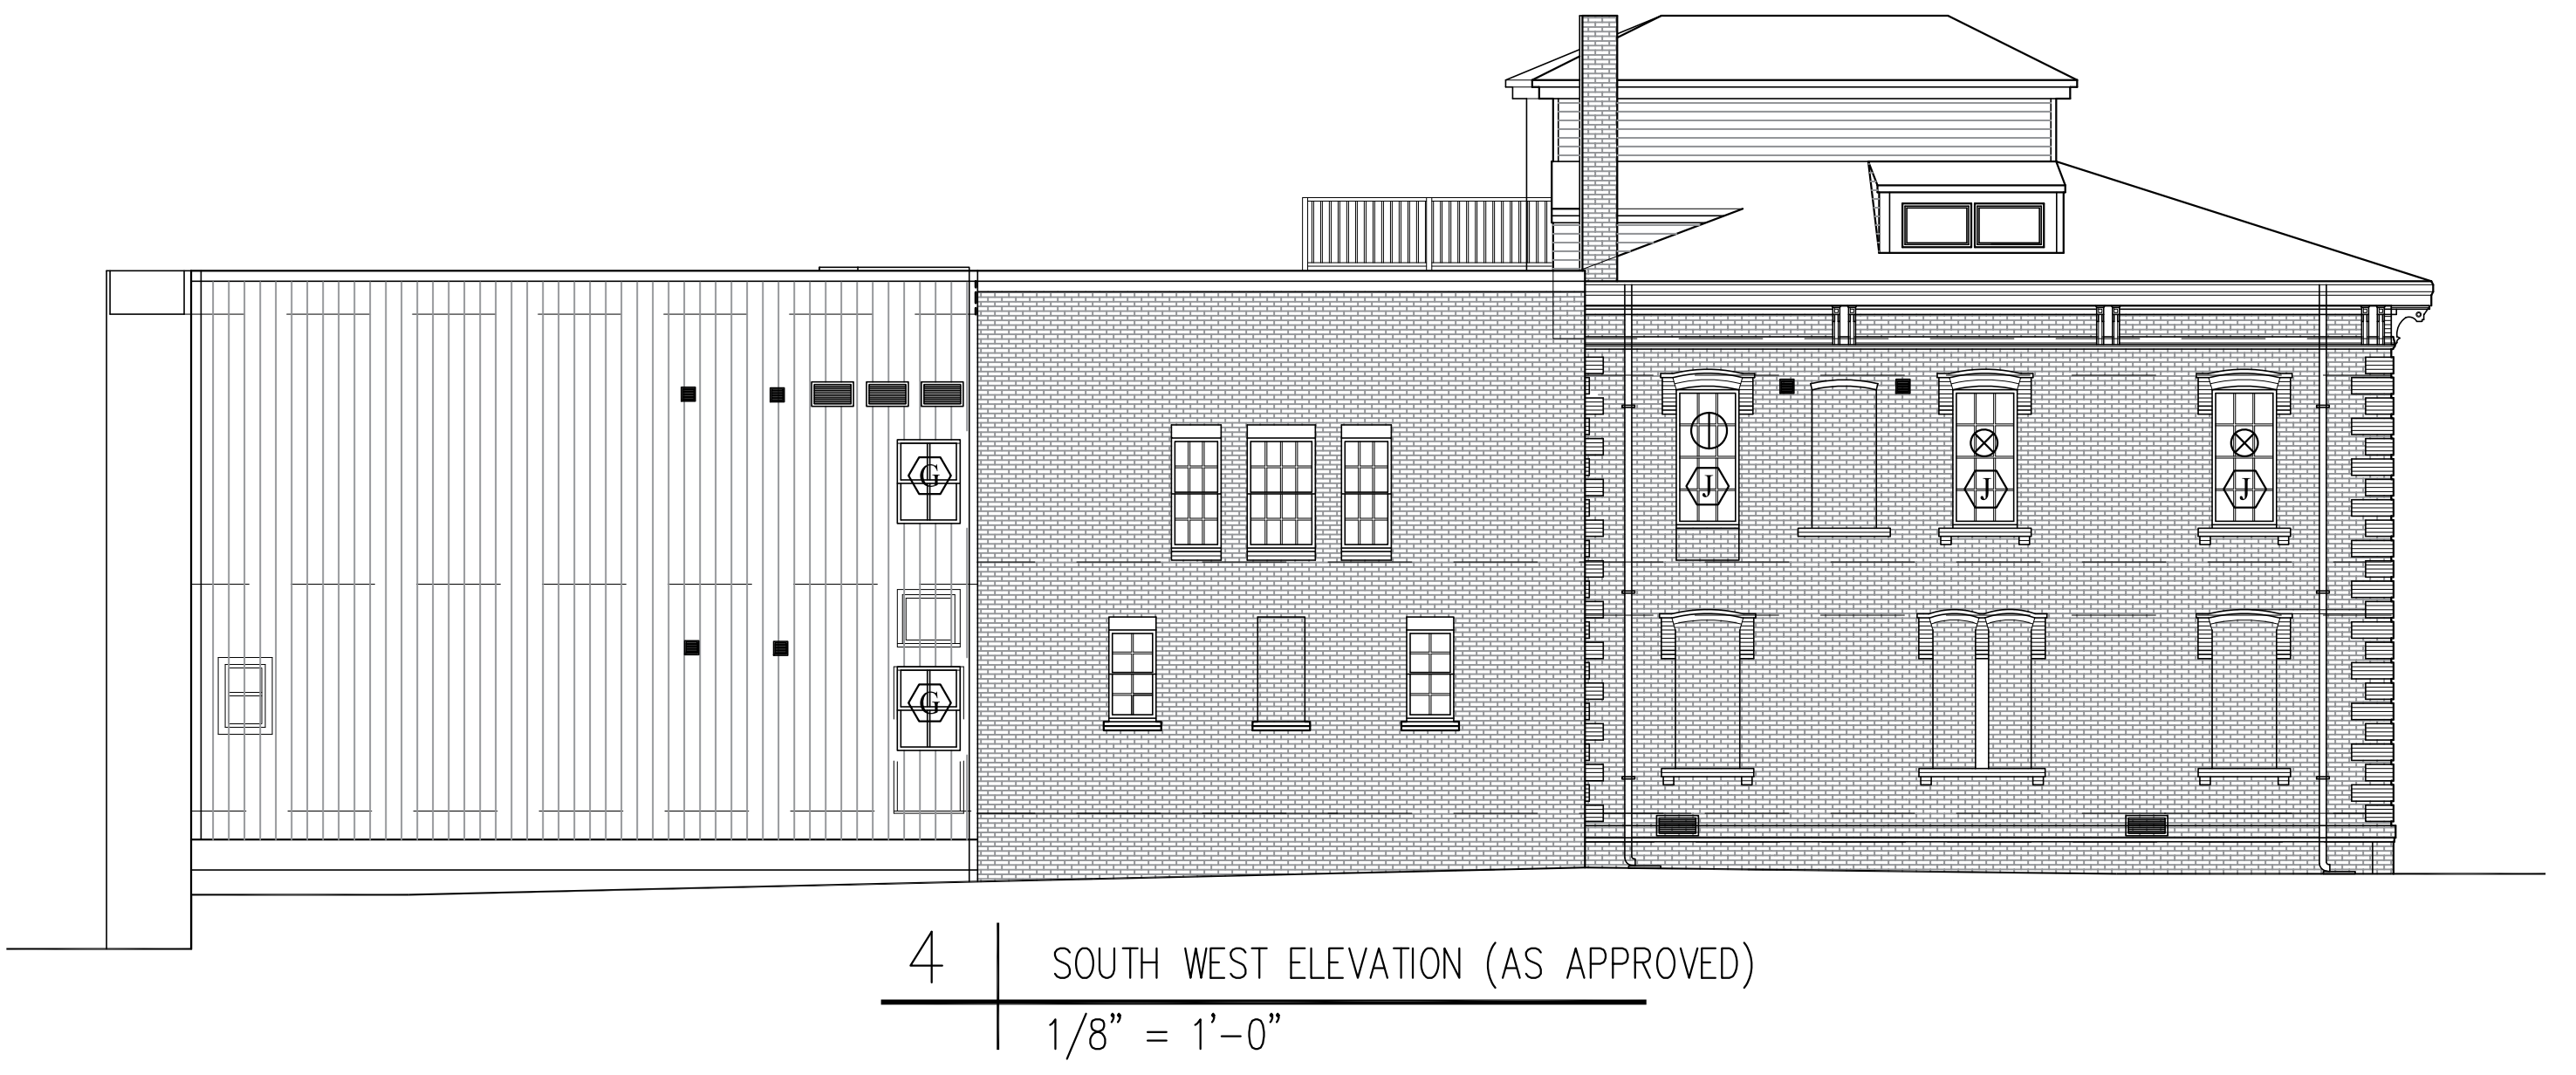 G
J
J
J
G
4 SOUTH WEST ELEVATION (AS APPROVED)
1/8" = 1'-0"